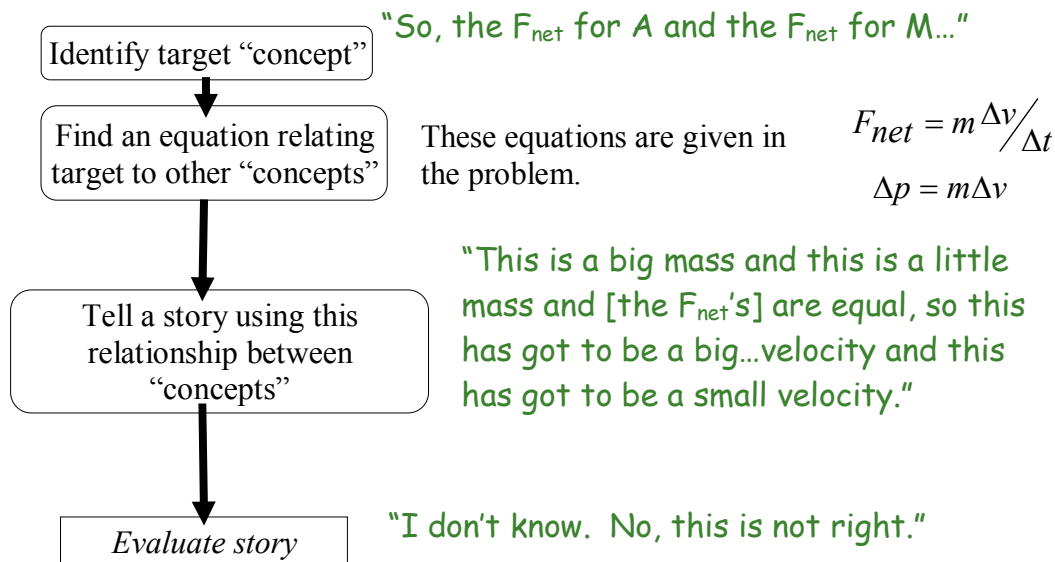 “So, the Fnet for A and the Fnet for M…”
Identify target “concept”
Find an equation relating
target to other “concepts”
These equations are given in
the problem.
Fnet = m Δv/Δt
Δp = mΔv
“This is a big mass and this is a little
mass and [the Fnet’s] are equal, so this
has got to be a big…velocity and this
has got to be a small velocity.”
Tell a story using this
relationship between
“concepts”
“I don’t know.  No, this is not right.”
Evaluate story